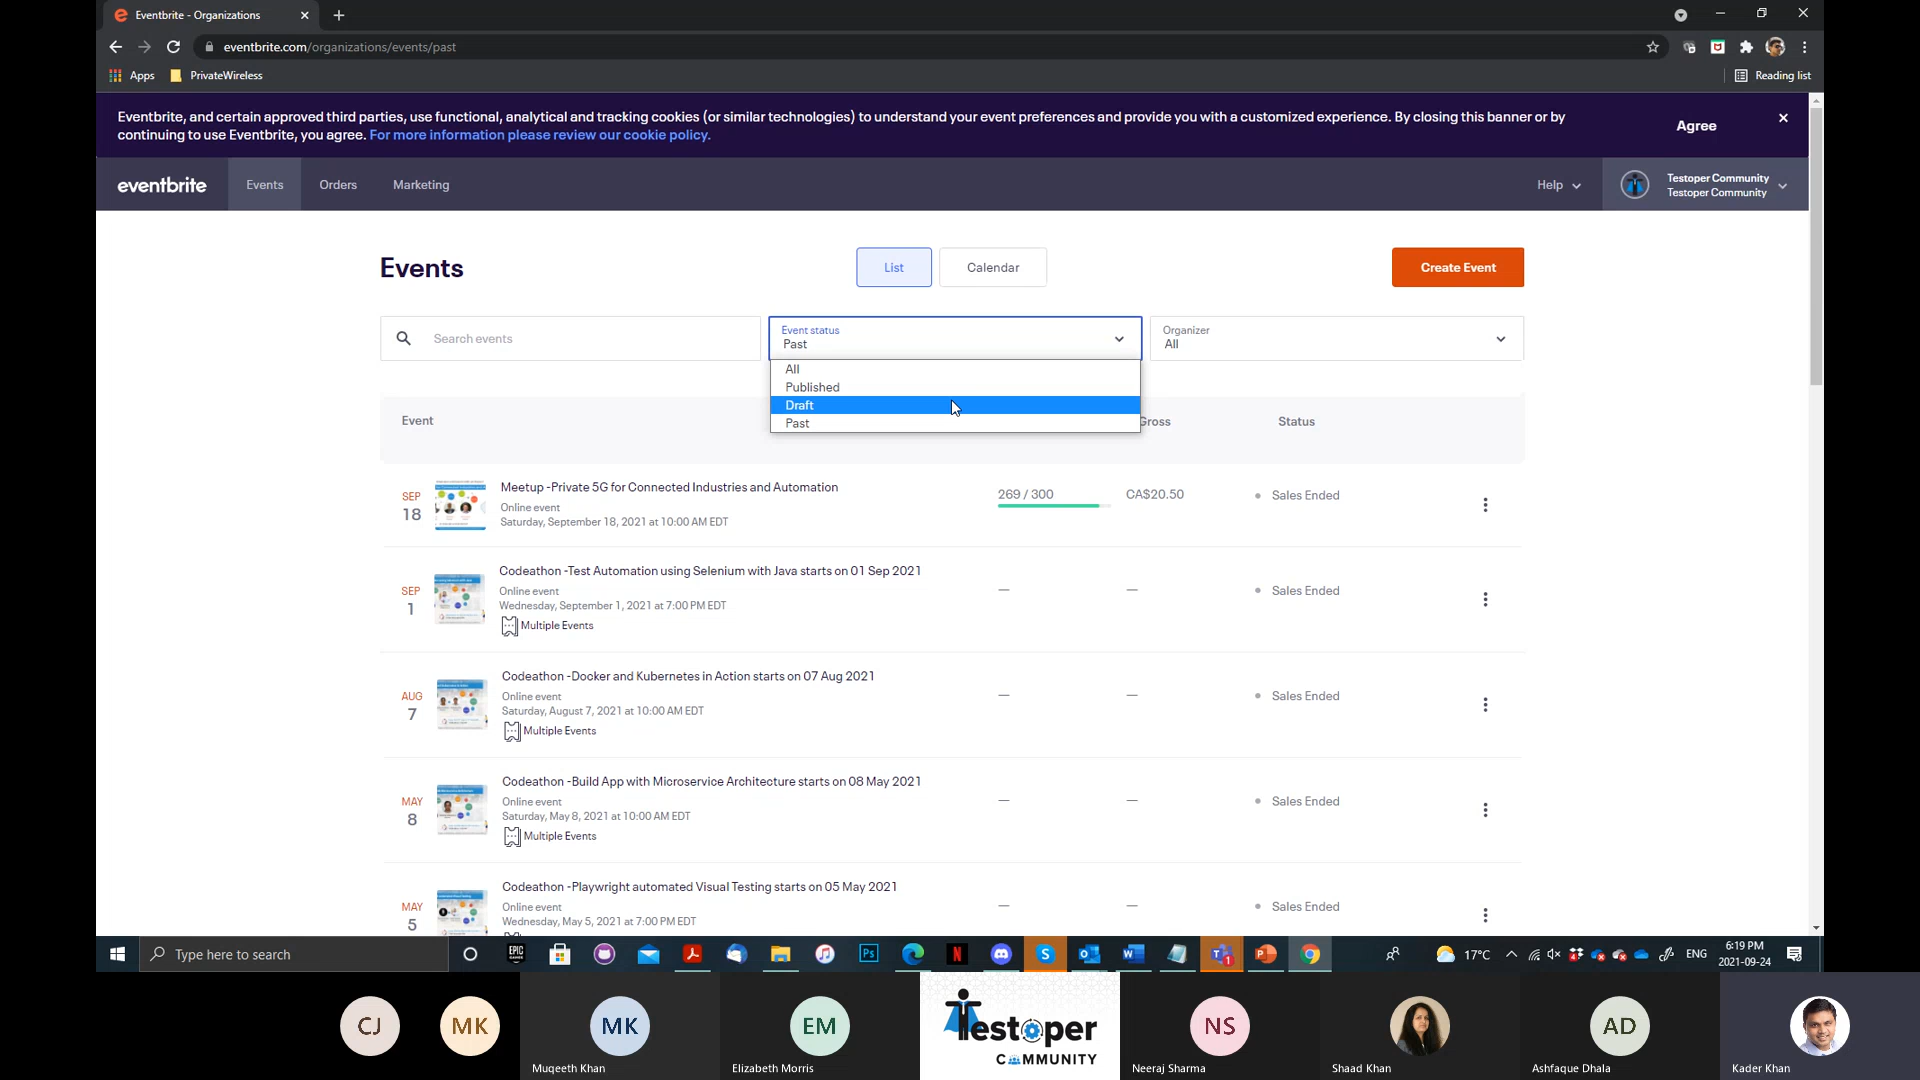 Eventbrite - Organizations
eventbrite.com/organizations/events/past
Apps
PrivateWireless
Reading list
Eventbrite, and certain approved third parties, use functional, analytical and tracking cookies (or similar technologies) to understand your event preferences and provide you with a customized experience. By closing this banner or by
continuing to use Eventbrite, you agree. For more information please review our cookie policy.
Agree
eventbrite
Events
Orders
Marketing
Help
Testoper Community
Testoper Community
Events
List
Calendar
Create Event
Search events
Event status
Past
Organizer
All
All
Published
Draft
Past
Event
Gross
Status
SEP
18
Meetup -Private 5G for Connected Industries and Automation
Online event
Saturday, September 18, 2021 at 10:00 AM EDT
269 / 300
CA$20.50
Sales Ended
SEP
1
Codeathon -Test Automation using Selenium with Java starts on 01 Sep 2021
Online event
Wednesday, September 1, 2021 at 7:00 PM EDT
Multiple Events
—
—
Sales Ended
AUG
7
Codeathon -Docker and Kubernetes in Action starts on 07 Aug 2021
Online event
Saturday, August 7, 2021 at 10:00 AM EDT
Multiple Events
—
—
Sales Ended
MAY
8
Codeathon -Build App with Microservice Architecture starts on 08 May 2021
Online event
Saturday, May 8, 2021 at 10:00 AM EDT
Multiple Events
—
—
Sales Ended
MAY
5
Codeathon -Playwright automated Visual Testing starts on 05 May 2021
Online event
Wednesday, May 5, 2021 at 7:00 PM EDT
—
—
Sales Ended
Type here to search
EPIC
Ps
N
S
17°C
ENG
6:19 PM
2021-09-24
CJ
MK
MK
Muqeeth Khan
EM
Elizabeth Morris
Testoper
COMMUNITY
NS
Neeraj Sharma
Shaad Khan
AD
Ashfaque Dhala
Kader Khan